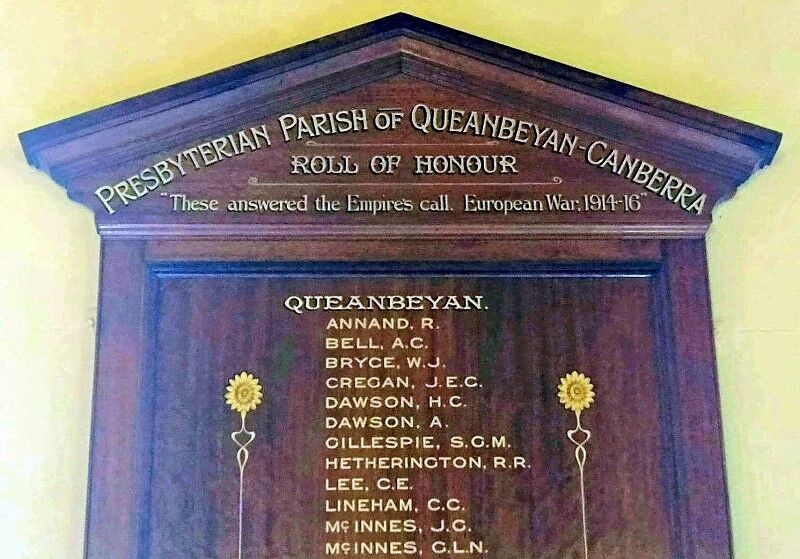 PRESBYTERIAN PARISH OF QUEANBEYAN-CANBERRA
ROLL OF HONOUR
"These answered the Empire's call. European War, 1914-16"
QUEANBEYAN.
ANNAND, R.
BELL, A.C.
BRYCE, W.J.
CREGAN, J.E.C.
DAWSON, H.C.
DAWSON, A.
GILLESPIE, S.G.M.
HETHERINGTON, R.R.
LEE, C.E.
LINEHAM, C.C.
McINNES, J.G.
McINNES, G.L.N.